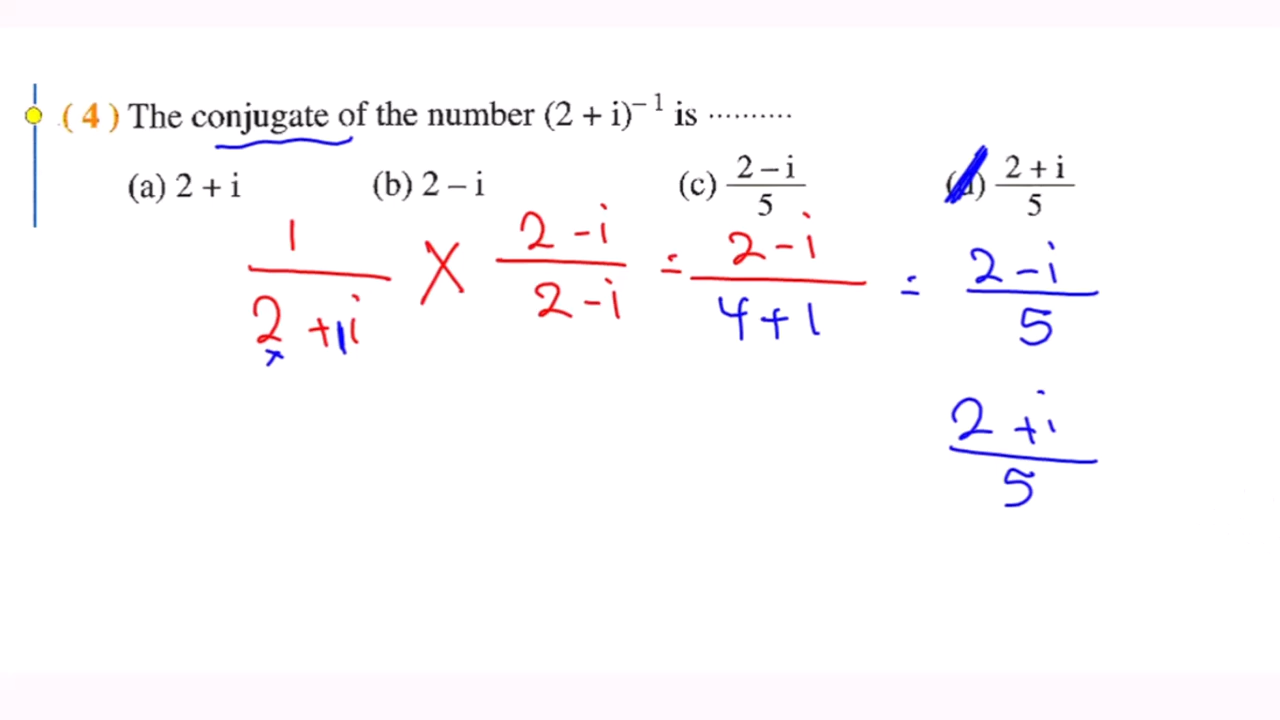 ( 4 ) The conjugate of the number (2 + i)⁻¹ is ··········
(a) 2 + i (b) 2 – i (c) 2 – i / 5 (d) 2 + i / 5
1 / 2 + i × 2 - i / 2 - i = 2 - i / 4 + 1 = 2 - i / 5
2 + i / 5